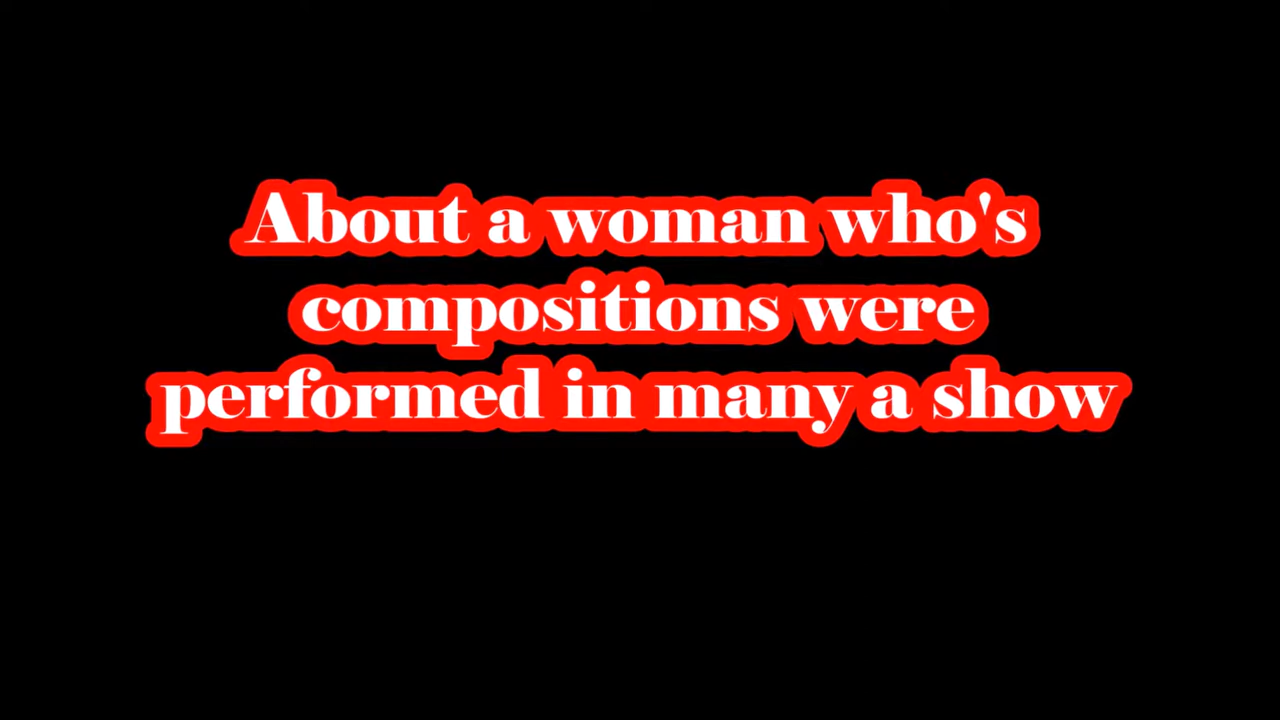 About a woman who's
compositions were
performed in many a show